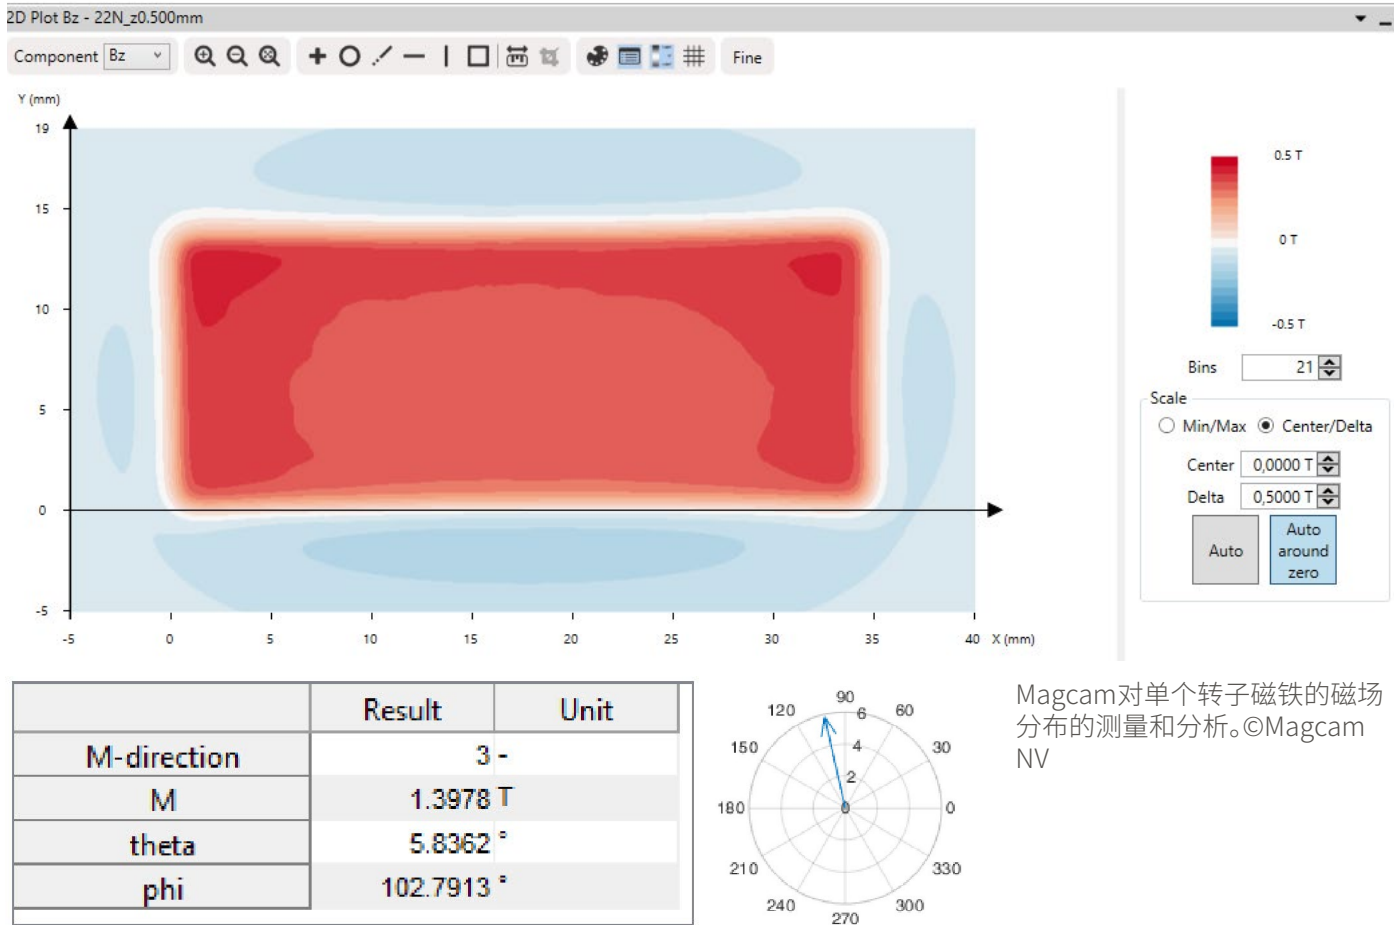 2D Plot Bz - 22N_z0.500mm
Component Bz
Fine
Y (mm)
19
15
10
5
0
-5
-5 0 5 10 15 20 25 30 35 40 X (mm)
0.5 T
0 T
-0.5 T
Bins 21
Scale
Min/Max Center/Delta
Center 0,0000 T
Delta 0,5000 T
Auto
Auto around zero
Result Unit
M-direction 3 -
M 1.3978 T
theta 5.8362 °
phi 102.7913 °
90
120 6 60
150 4 30
2
180 0 0
210 330
240 300
270
Magcam对单个转子磁铁的磁场
分布的测量和分析。©Magcam
NV